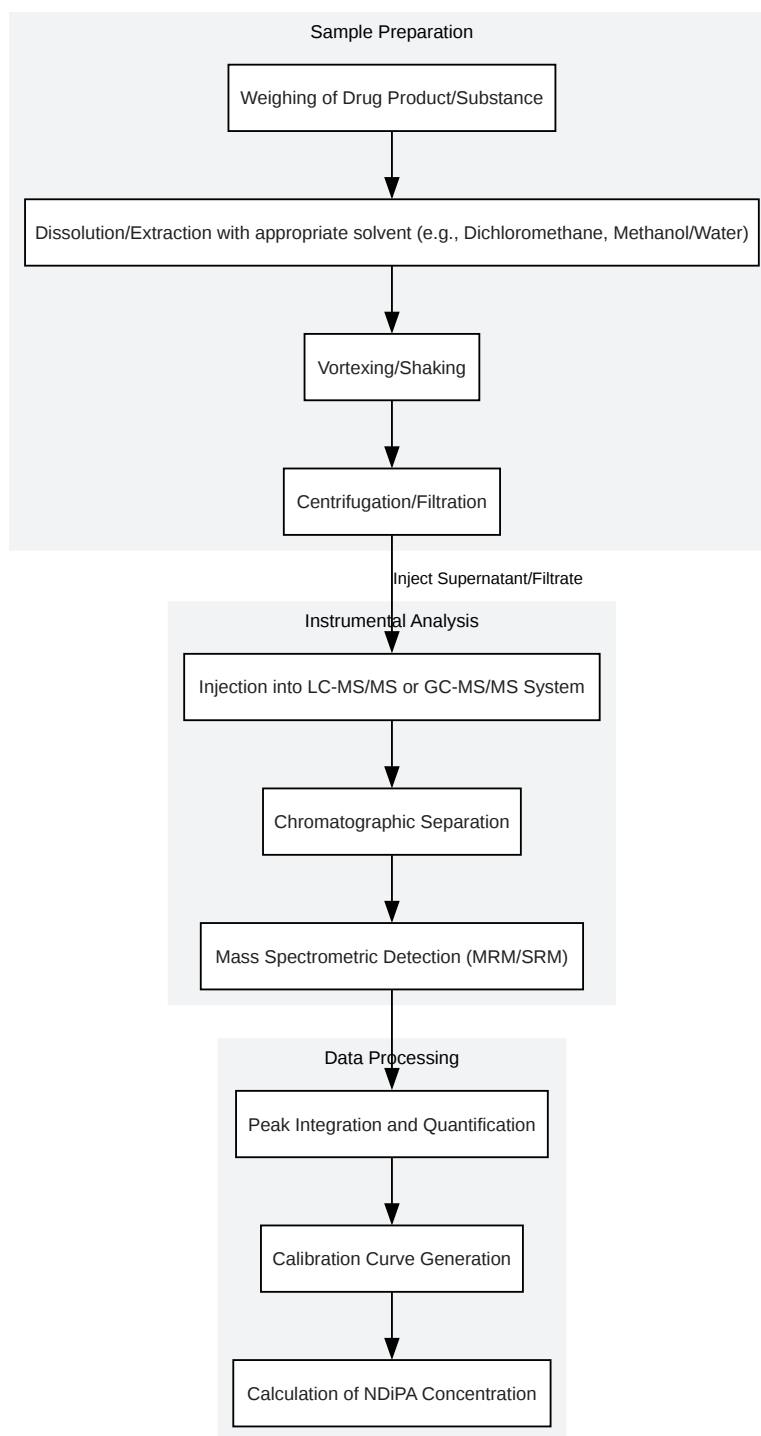 Sample Preparation
Weighing of Drug Product/Substance
Dissolution/Extraction with appropriate solvent (e.g., Dichloromethane, Methanol/Water)
Vortexing/Shaking
Centrifugation/Filtration
Inject Supernatant/Filtrate
Instrumental Analysis
Injection into LC-MS/MS or GC-MS/MS System
Chromatographic Separation
Mass Spectrometric Detection (MRM/SRM)
Data Processing
Peak Integration and Quantification
Calibration Curve Generation
Calculation of NDiPA Concentration